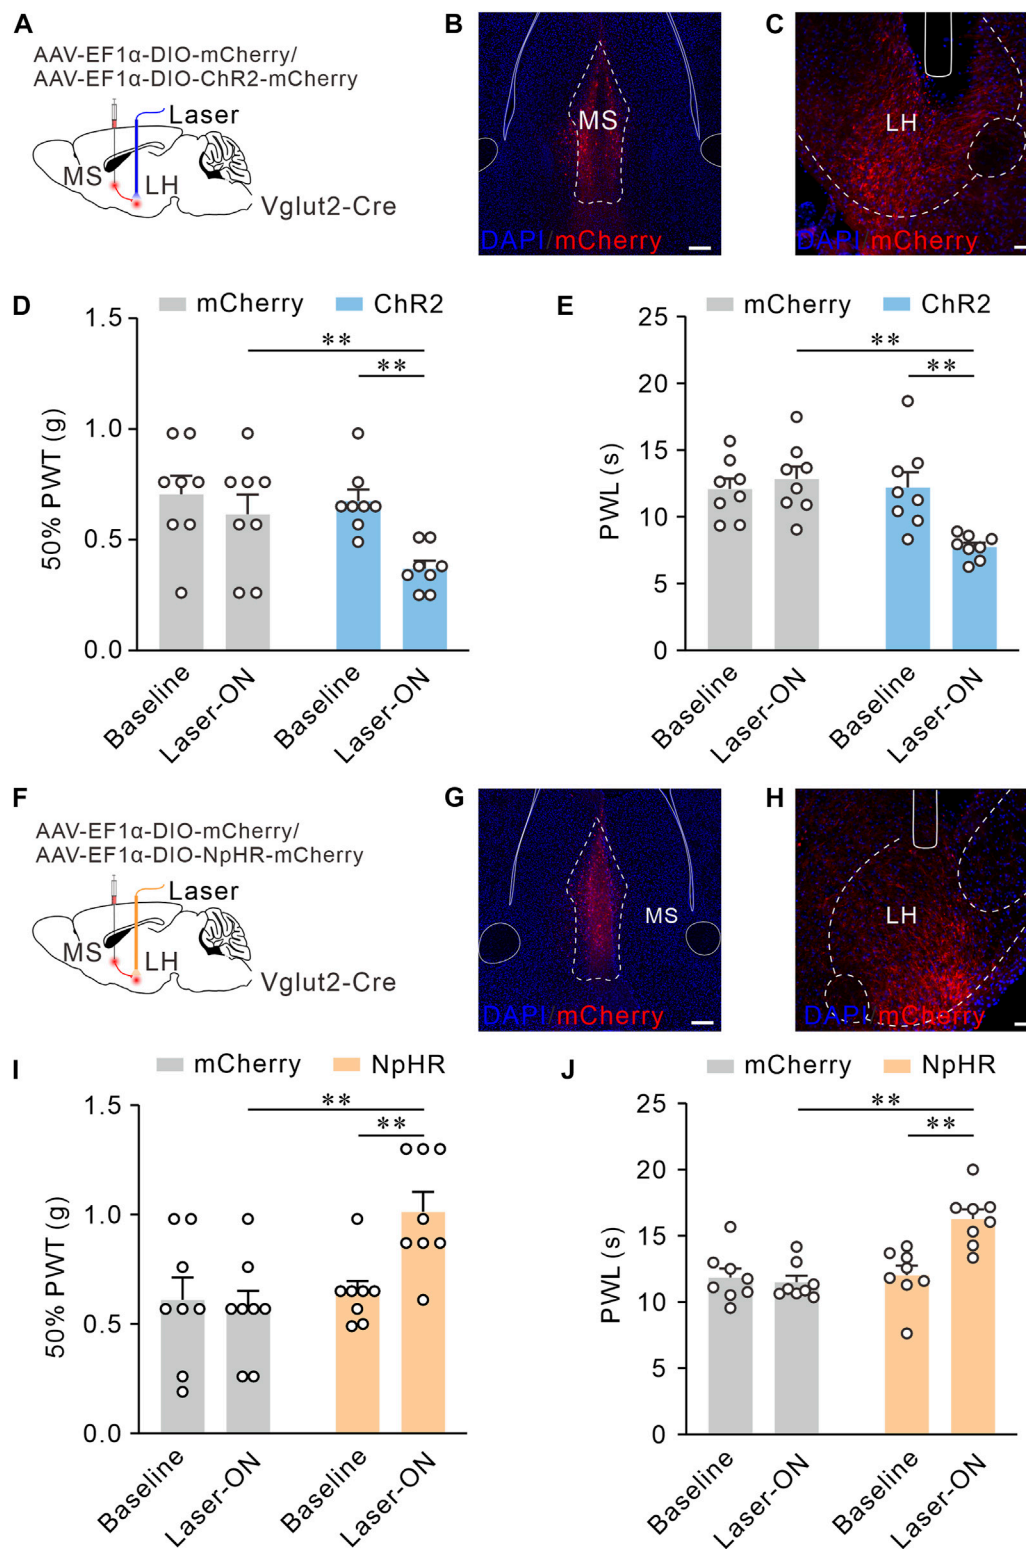 A
AAV-EF1α-DIO-mCherry/
AAV-EF1α-DIO-ChR2-mCherry
Laser
MS
LH
Vglut2-Cre
B
MS
DAPI/mCherry
C
LH
DAPI/mCherry
D
mCherry
ChR2
1.5
1.0
0.5
0.0
50% PWT (g)
**
**
Baseline
Laser-ON
Baseline
Laser-ON
E
mCherry
ChR2
25
20
15
10
5
0
PWL (s)
**
**
Baseline
Laser-ON
Baseline
Laser-ON
F
AAV-EF1α-DIO-mCherry/
AAV-EF1α-DIO-NpHR-mCherry
Laser
MS
LH
Vglut2-Cre
G
MS
DAPI/mCherry
H
LH
DAPI/mCherry
I
mCherry
NpHR
1.5
1.0
0.5
0.0
50% PWT (g)
**
**
Baseline
Laser-ON
Baseline
Laser-ON
J
mCherry
NpHR
25
20
15
10
5
0
PWL (s)
**
**
Baseline
Laser-ON
Baseline
Laser-ON